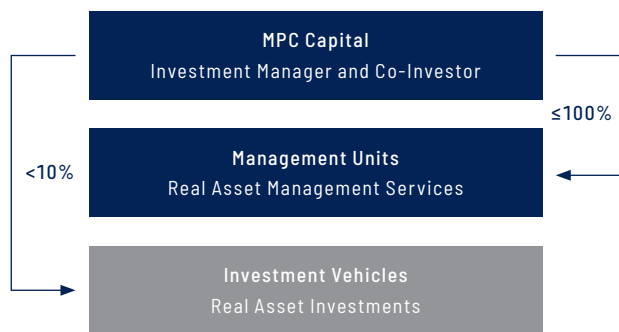 MPC Capital
Investment Manager and Co-Investor
≤100%
Management Units
<10%
Real Asset Management Services
Investment Vehicles
Real Asset Investments